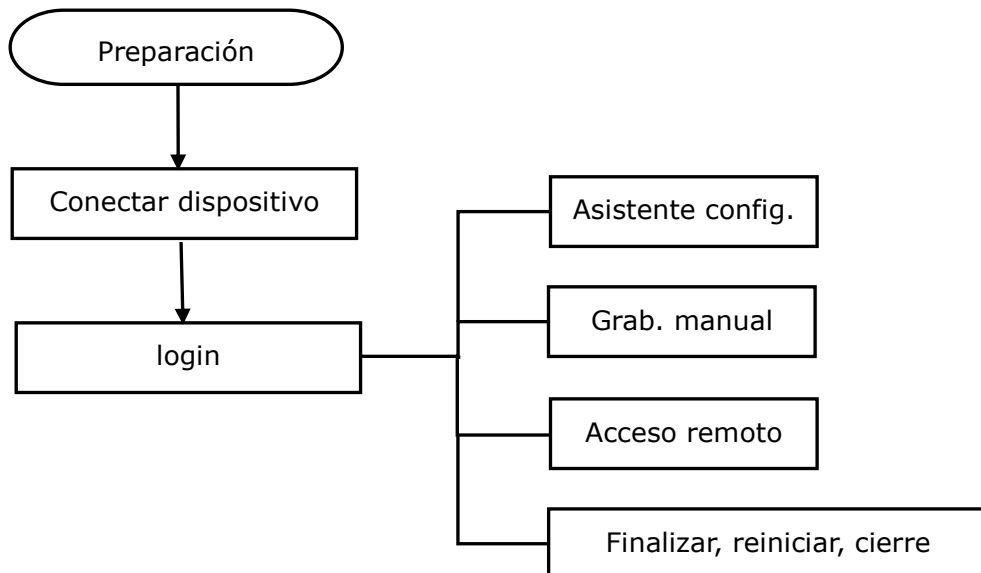 Preparación
Conectar dispositivo
login
Asistente config.
Grab. manual
Acceso remoto
Finalizar, reiniciar, cierre